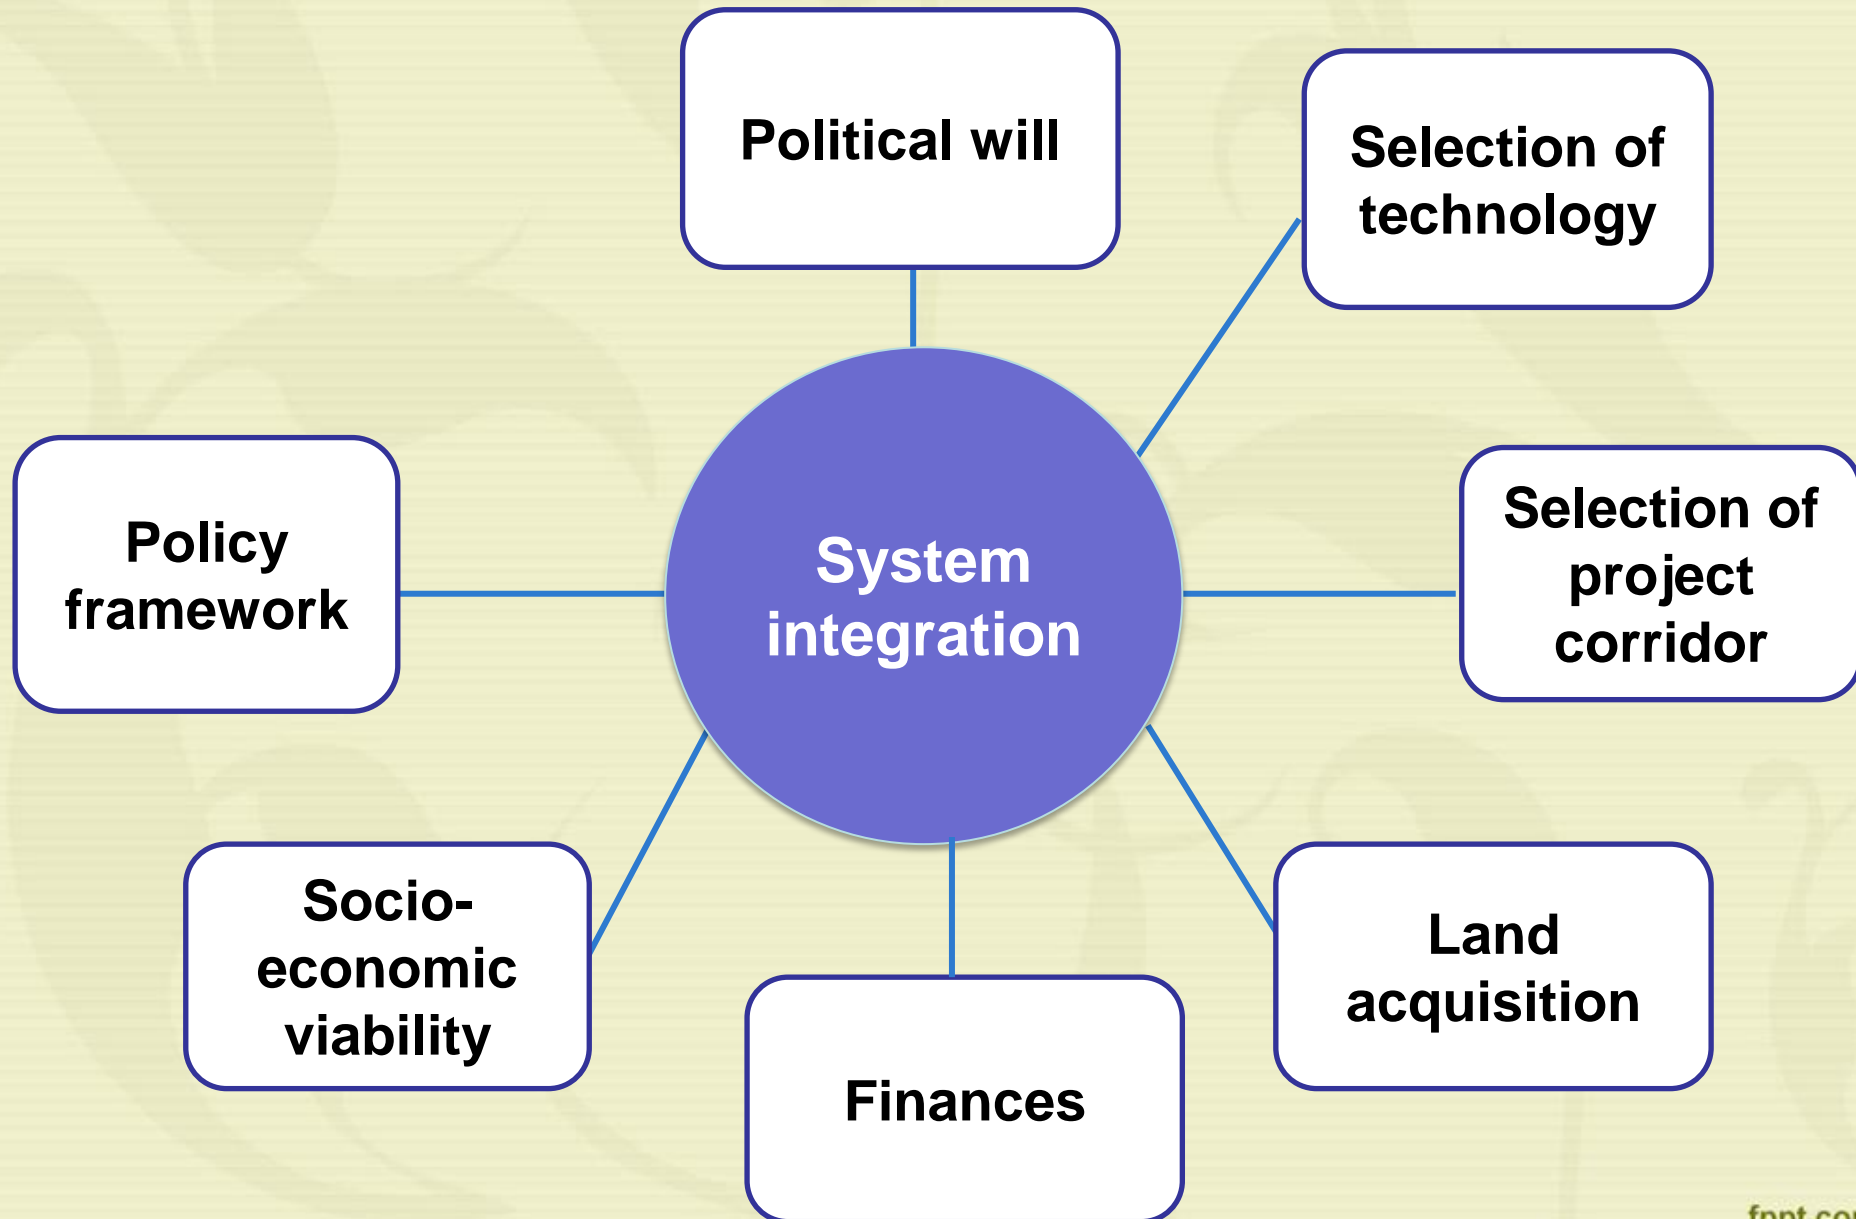 Political will
Selection of
technology
Policy
framework
System
integration
Selection of
project
corridor
Socio-
economic
viability
Land
acquisition
Finances